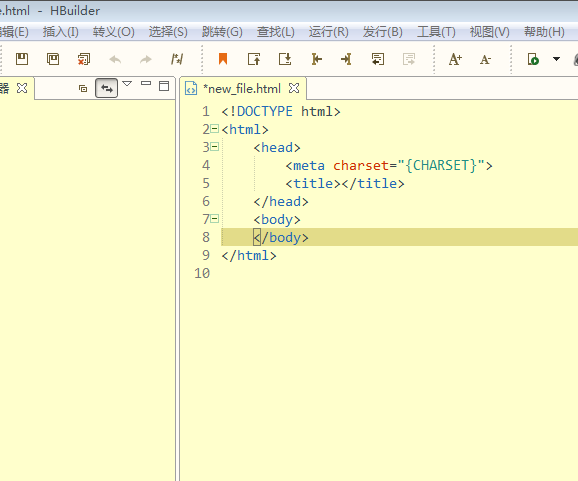 e.html - HBuilder
编辑(E) 插入(I) 转义(O) 选择(S) 跳转(G) 查找(L) 运行(R) 发行(B) 工具(T) 视图(V) 帮助(H)
A+ A-
器 *new_file.html
1 <!DOCTYPE html>
2 <html>
3 <head>
4 <meta charset="{CHARSET}">
5 <title></title>
6 </head>
7 <body>
8 </body>
9 </html>
10